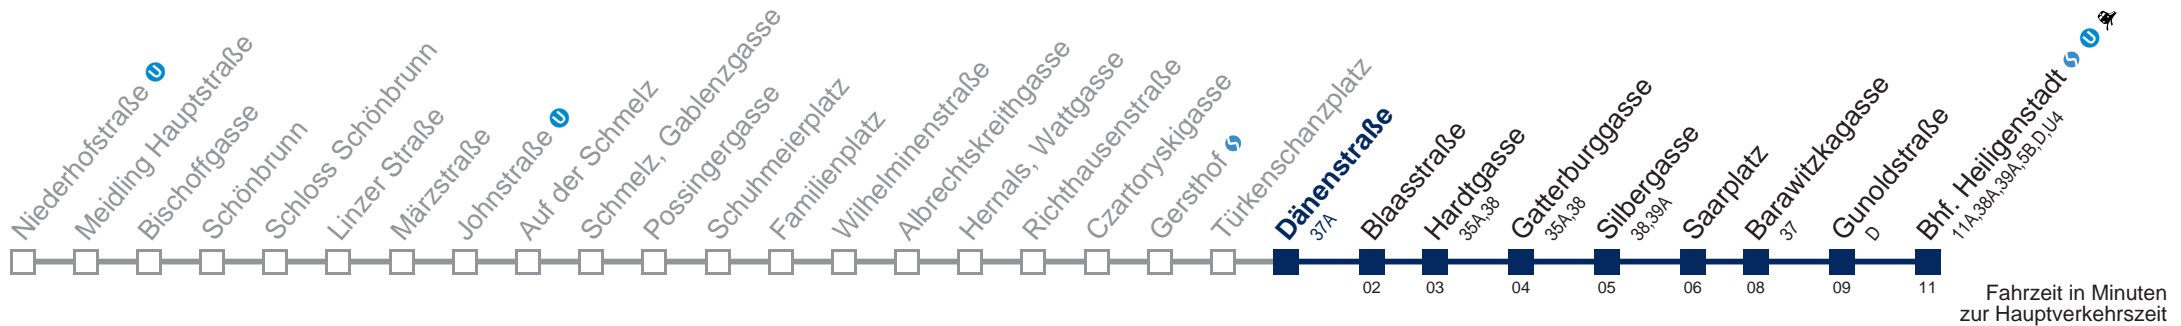 Niederhofstraße U
Meidling Hauptstraße
Bischoffgasse
Schönbrunn
Schloss Schönbrunn
Linzer Straße
Märzstraße
Johnstraße U
Auf der Schmelz
Schmelz, Gablenzgasse
Possingergasse
Schuhmeierplatz
Familienplatz
Wilhelminenstraße
Albrechtskreithgasse
Hernals, Wattgasse
Richthausenstraße
Czartoryskigasse
Gersthof S
Türkenschanzplatz
Dänenstraße
37A
Blaasstraße
Hardtgasse
35A,38
Gatterburggasse
35A,38
Silbergasse
38,39A
Saarplatz
Barawitzkagasse
37
Gunoldstraße
D
Bhf. Heiligenstadt S U
11A,38A,39A,5B,D,U4
02 03 04 05 06 08 09 11
Fahrzeit in Minuten
zur Hauptverkehrszeit